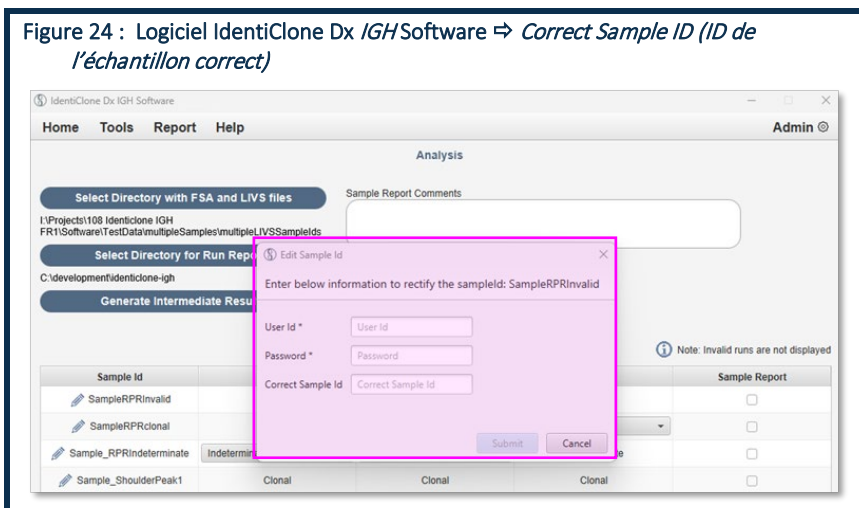 Figure 24 : Logiciel IdentiClone Dx IGH Software ⇨ Correct Sample ID (ID de
l’échantillon correct)
IdentiClone Dx IGH Software
Home Tools Report Help Admin
Analysis
Select Directory with FSA and LIVS files
Sample Report Comments
I:\Projects\108 Identiclone IGH
FR1\Software\TestData\multipleSamples\multipleLIVSSampleIds
Select Directory for Run Repo
C:\development\identiclone-igh
Generate Intermediate Resu
Edit Sample Id
Enter below information to rectify the sampleId: SampleRPRInvalid
User Id * User Id
Password * Password
Correct Sample Id Correct Sample Id
Submit Cancel
Note: Invalid runs are not displayed
Sample Id Sample Report
SampleRPRInvalid
SampleRPRclonal
Sample_RPRIndeterminate Indetermin e
Sample_ShoulderPeak1 Clonal Clonal Clonal